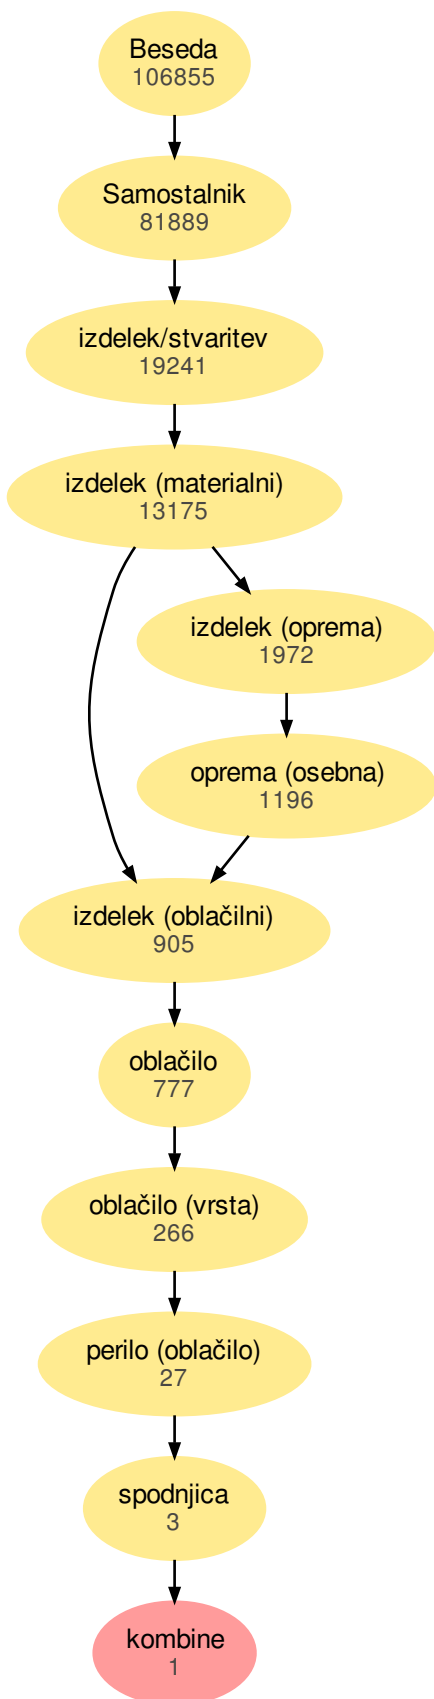 Beseda
106855
Samostalnik
81889
izdelek/stvaritev
19241
izdelek (materialni)
13175
izdelek (oprema)
1972
oprema (osebna)
1196
izdelek (oblačilni)
905
oblačilo
777
oblačilo (vrsta)
266
perilo (oblačilo)
27
spodnjica
3
kombine
1